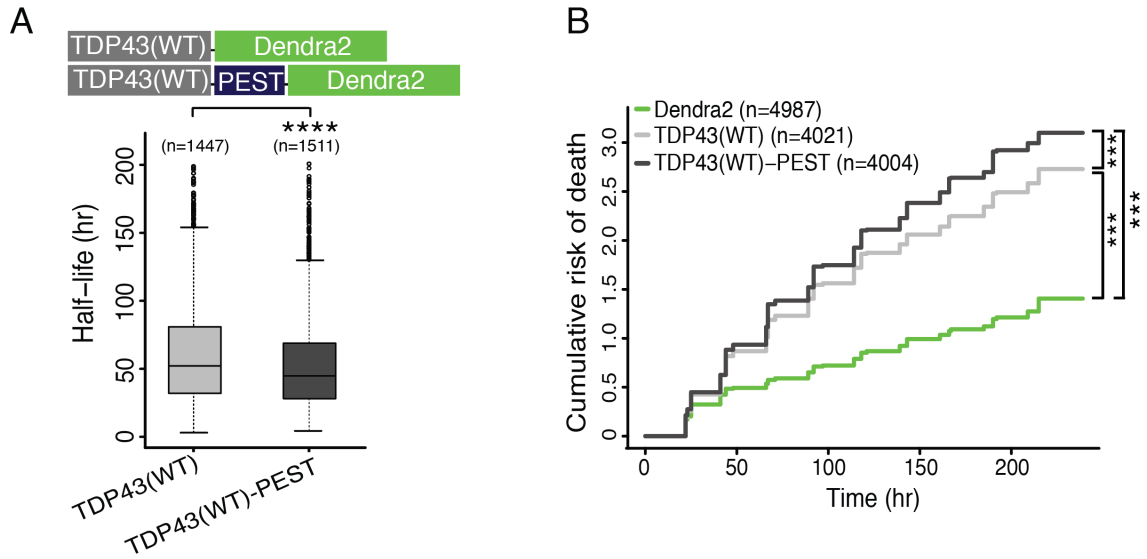 A
TDP43(WT)
Dendra2
TDP43(WT)
PEST
Dendra2
****
(n=1447)
(n=1511)
Half−life (hr)
200
150
100
50
0
TDP43(WT)
TDP43(WT)-PEST
B
Dendra2 (n=4987)
TDP43(WT) (n=4021)
TDP43(WT)−PEST (n=4004)
Cumulative risk of death
3.0
2.5
2.0
1.5
1.0
0.5
0
0
50
100
150
200
Time (hr)
***
***
***